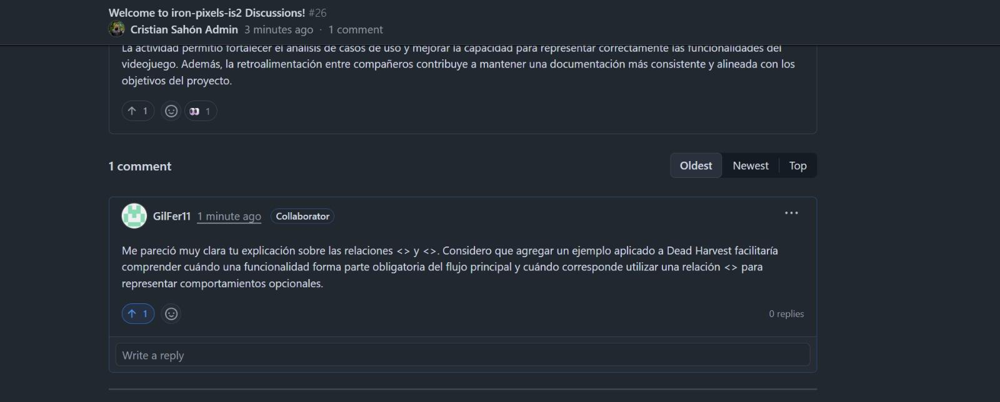 Welcome to iron-pixels-is2 Discussions! #26
Cristian Sahón Admin 3 minutes ago · 1 comment
La actividad permitió fortalecer el análisis de casos de uso y mejorar la capacidad para representar correctamente las funcionalidades del
videojuego. Además, la retroalimentación entre compañeros contribuye a mantener una documentación más consistente y alineada con los
objetivos del proyecto.
1 1
1 comment
Oldest Newest Top
GilFer11 1 minute ago Collaborator
Me pareció muy clara tu explicación sobre las relaciones <> y <>. Considero que agregar un ejemplo aplicado a Dead Harvest facilitaría
comprender cuándo una funcionalidad forma parte obligatoria del flujo principal y cuándo corresponde utilizar una relación <> para
representar comportamientos opcionales.
1 0 replies
Write a reply